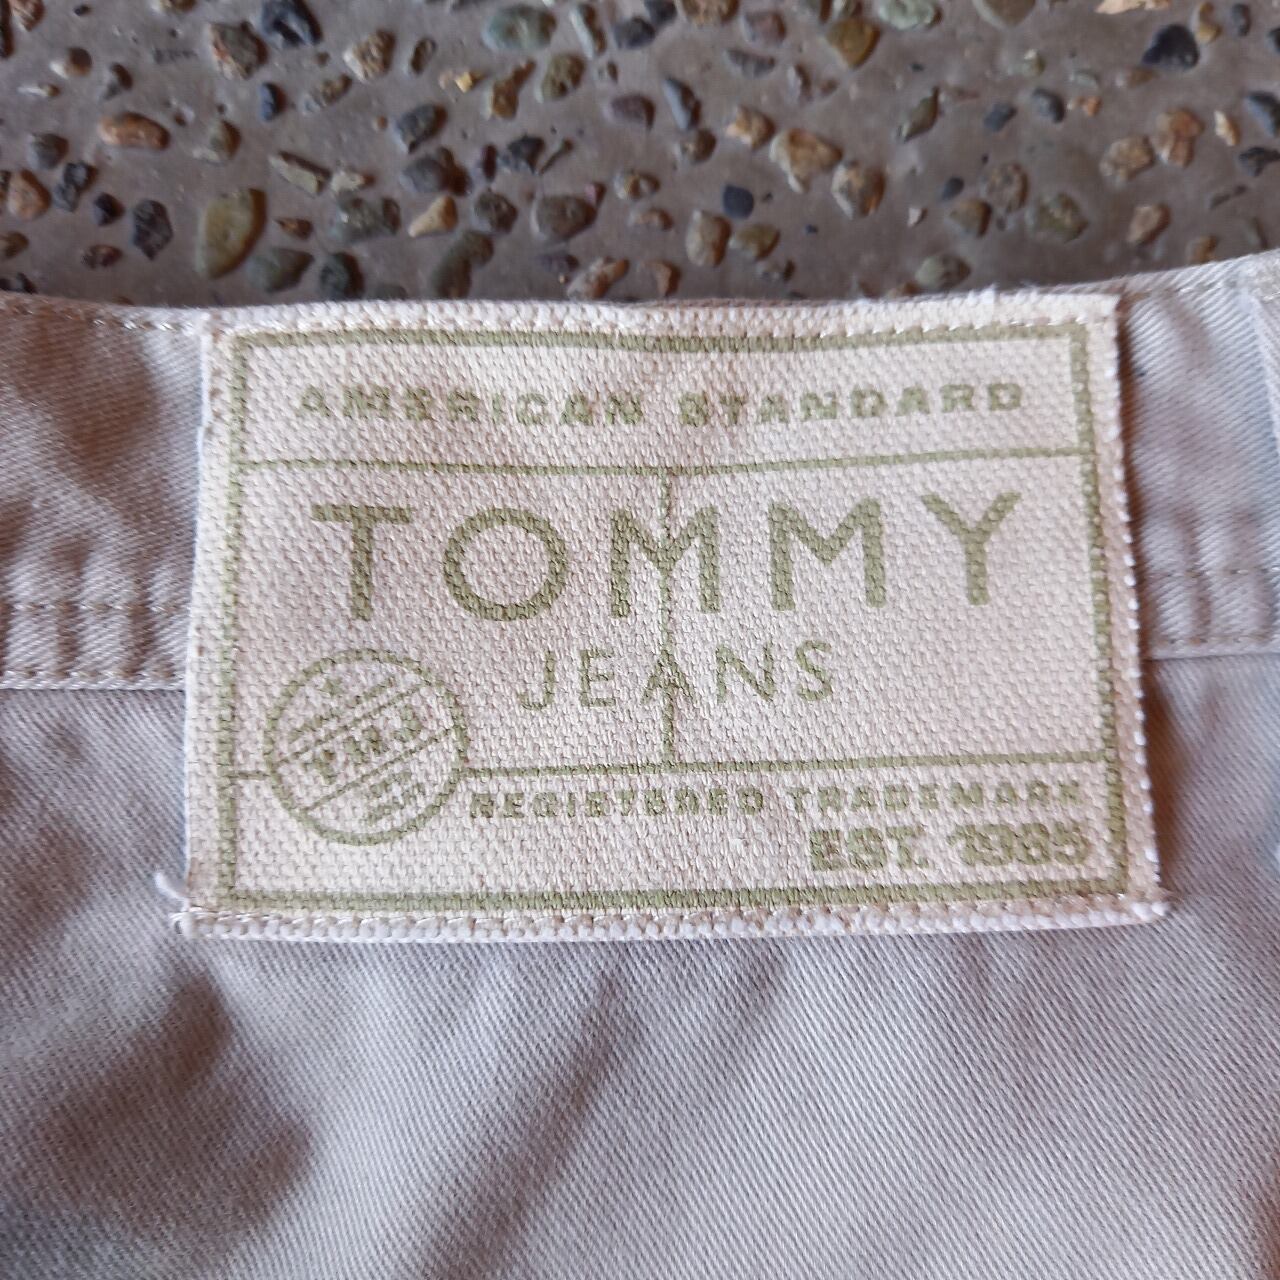 AMERICAN STANDARD
TOMMY
JEANS
REGISTERED TRADEMARK
EST. 1985